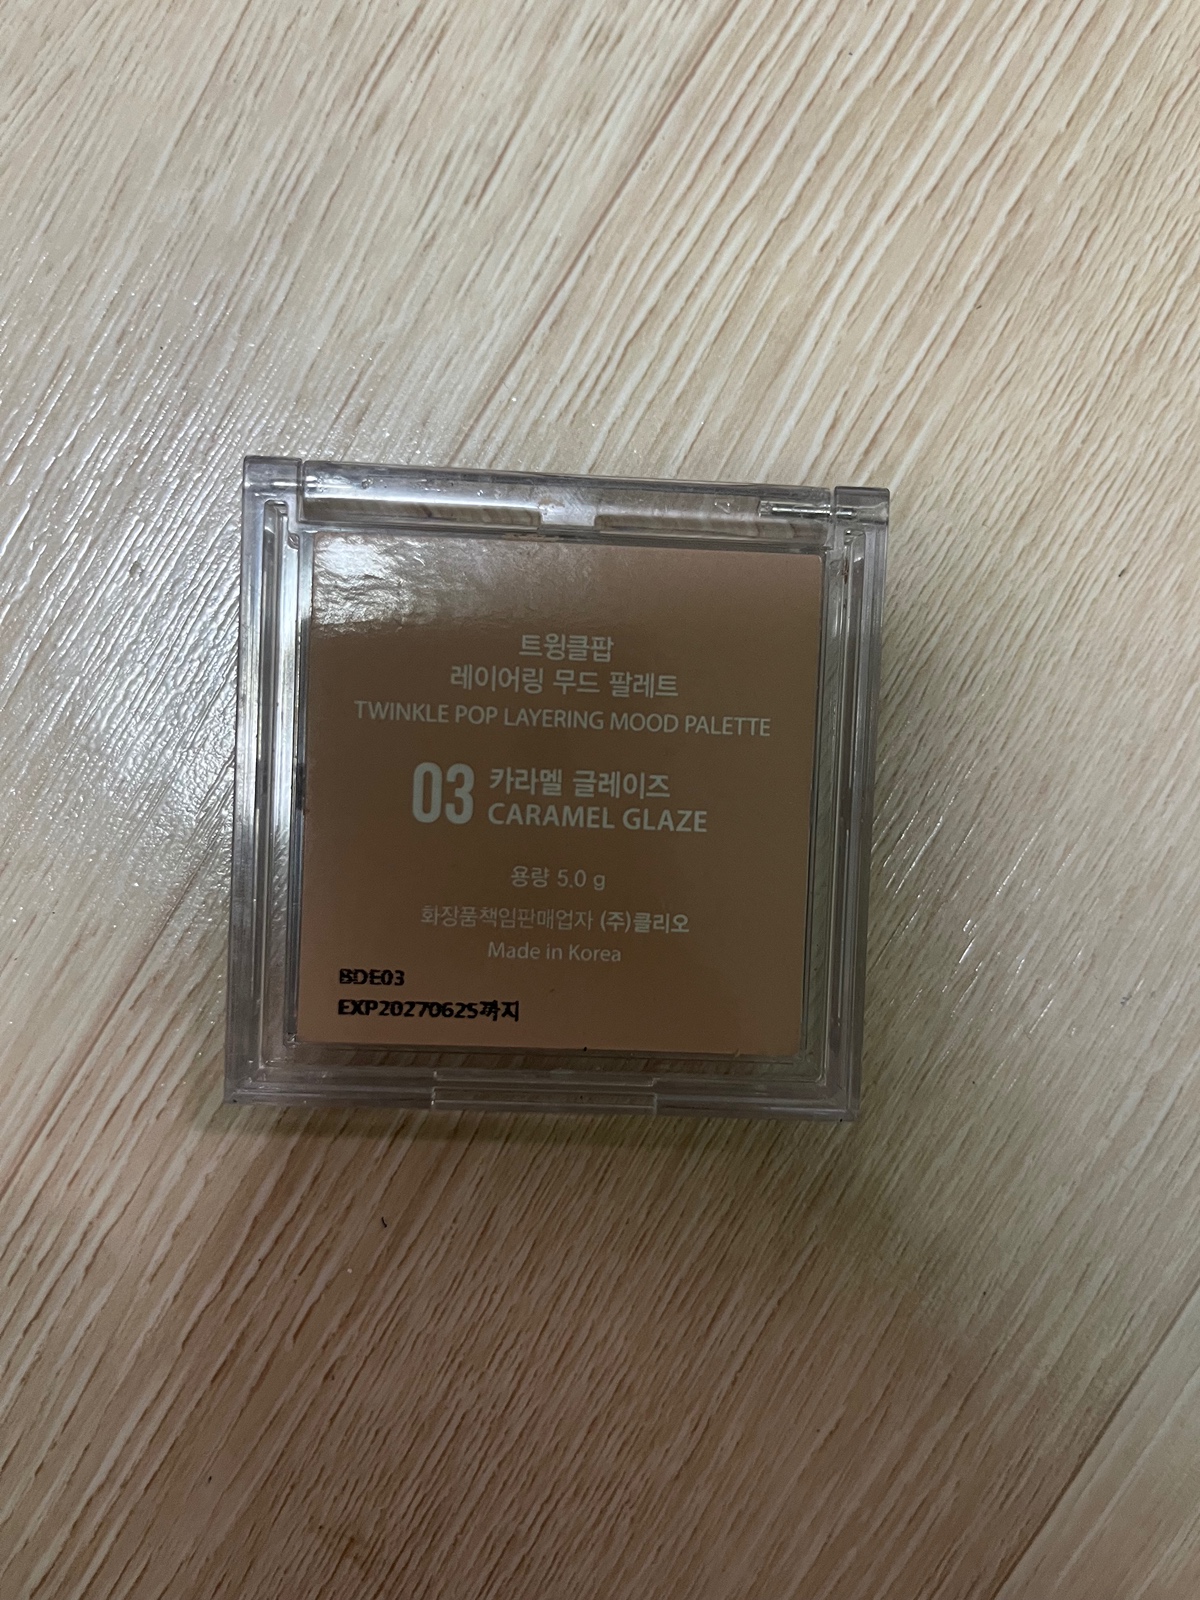 트윙클팝
레이어링 무드 팔레트
TWINKLE POP LAYERING MOOD PALETTE
03 카라멜 글레이즈
CARAMEL GLAZE
용량 5.0 g
화장품책임판매업자 (주)클리오
Made in Korea
BDE03
EXP20270625까지